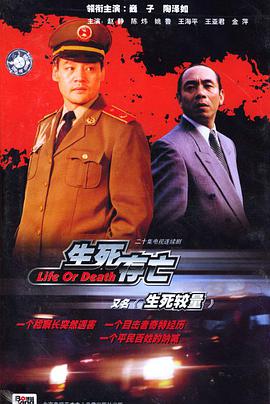 领衔主演：巍 子 陶泽如
主演：赵 静 陈 炜 姚 鲁 王海平 王亚君 金 萍
二十集电视连续剧
生死存亡
Life Or Death
又名 生死较量
一个检察长突然遇害 一个目击者奇特经历
一个平民百姓的呐喊